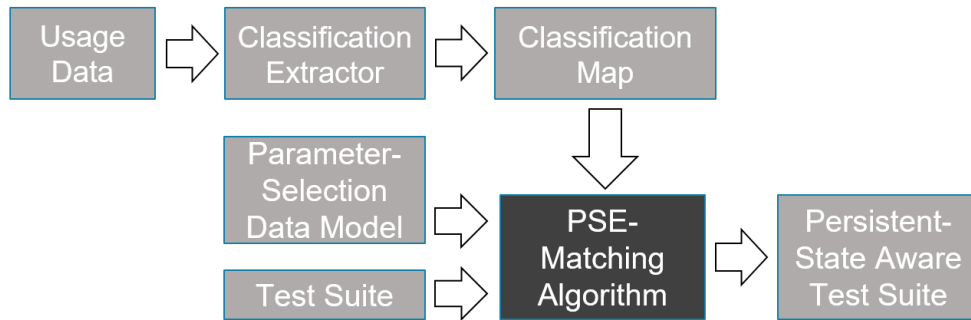 Usage
Data
Classification
Extractor
Classification
Map
Parameter-
Selection
Data Model
Test Suite
PSE-
Matching
Algorithm
Persistent-
State Aware
Test Suite